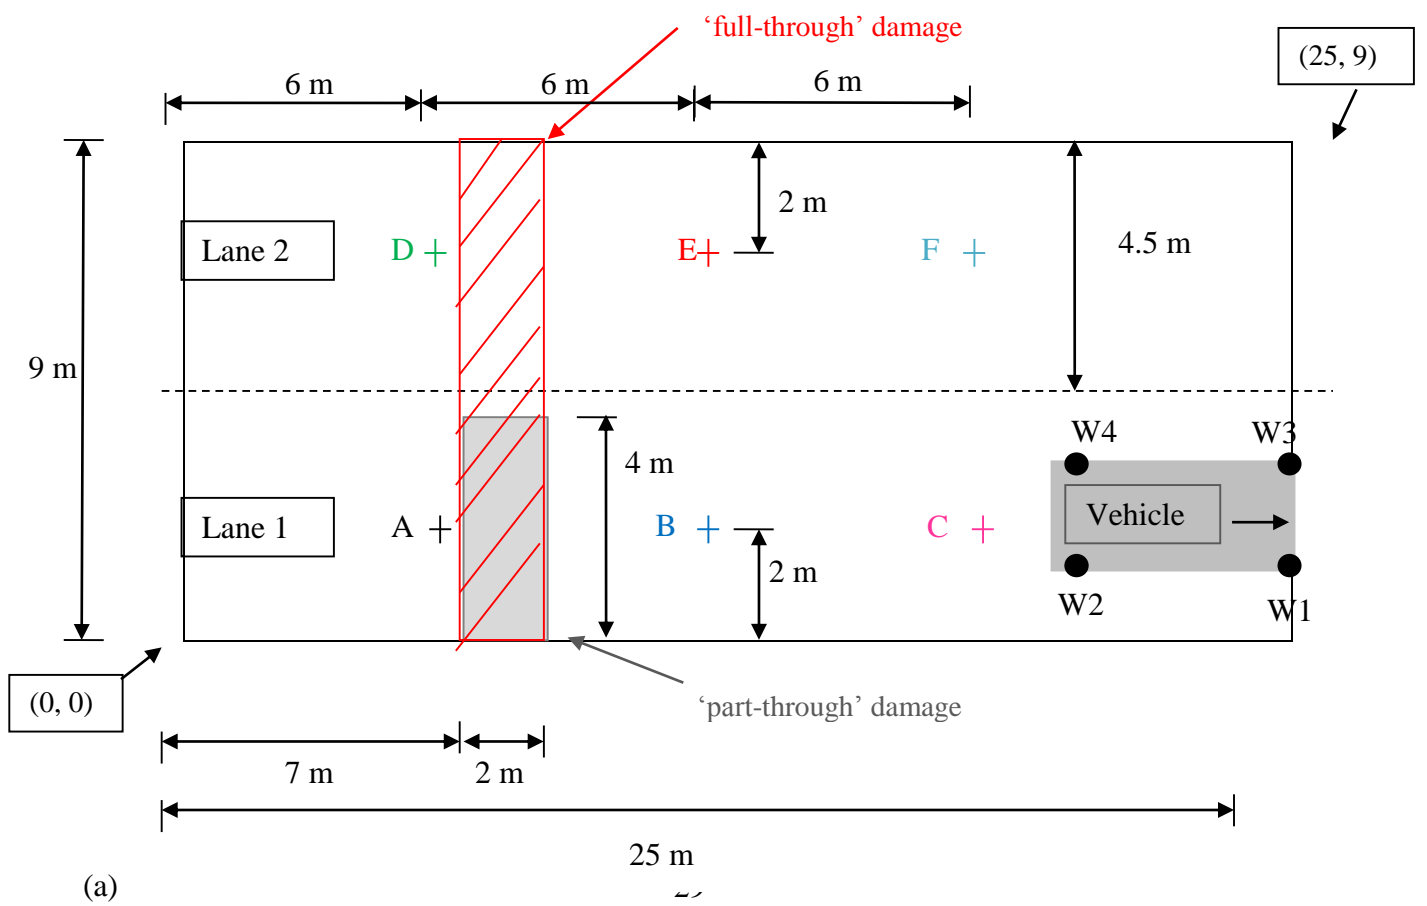 ‘full-through’ damage
(25, 9)
6 m
6 m
6 m
2 m
Lane 2
D
E
F
4.5 m
9 m
W4
W3
4 m
Lane 1
A
B
C
Vehicle
2 m
W2
W1
(0, 0)
‘part-through’ damage
7 m
2 m
25 m
(a)